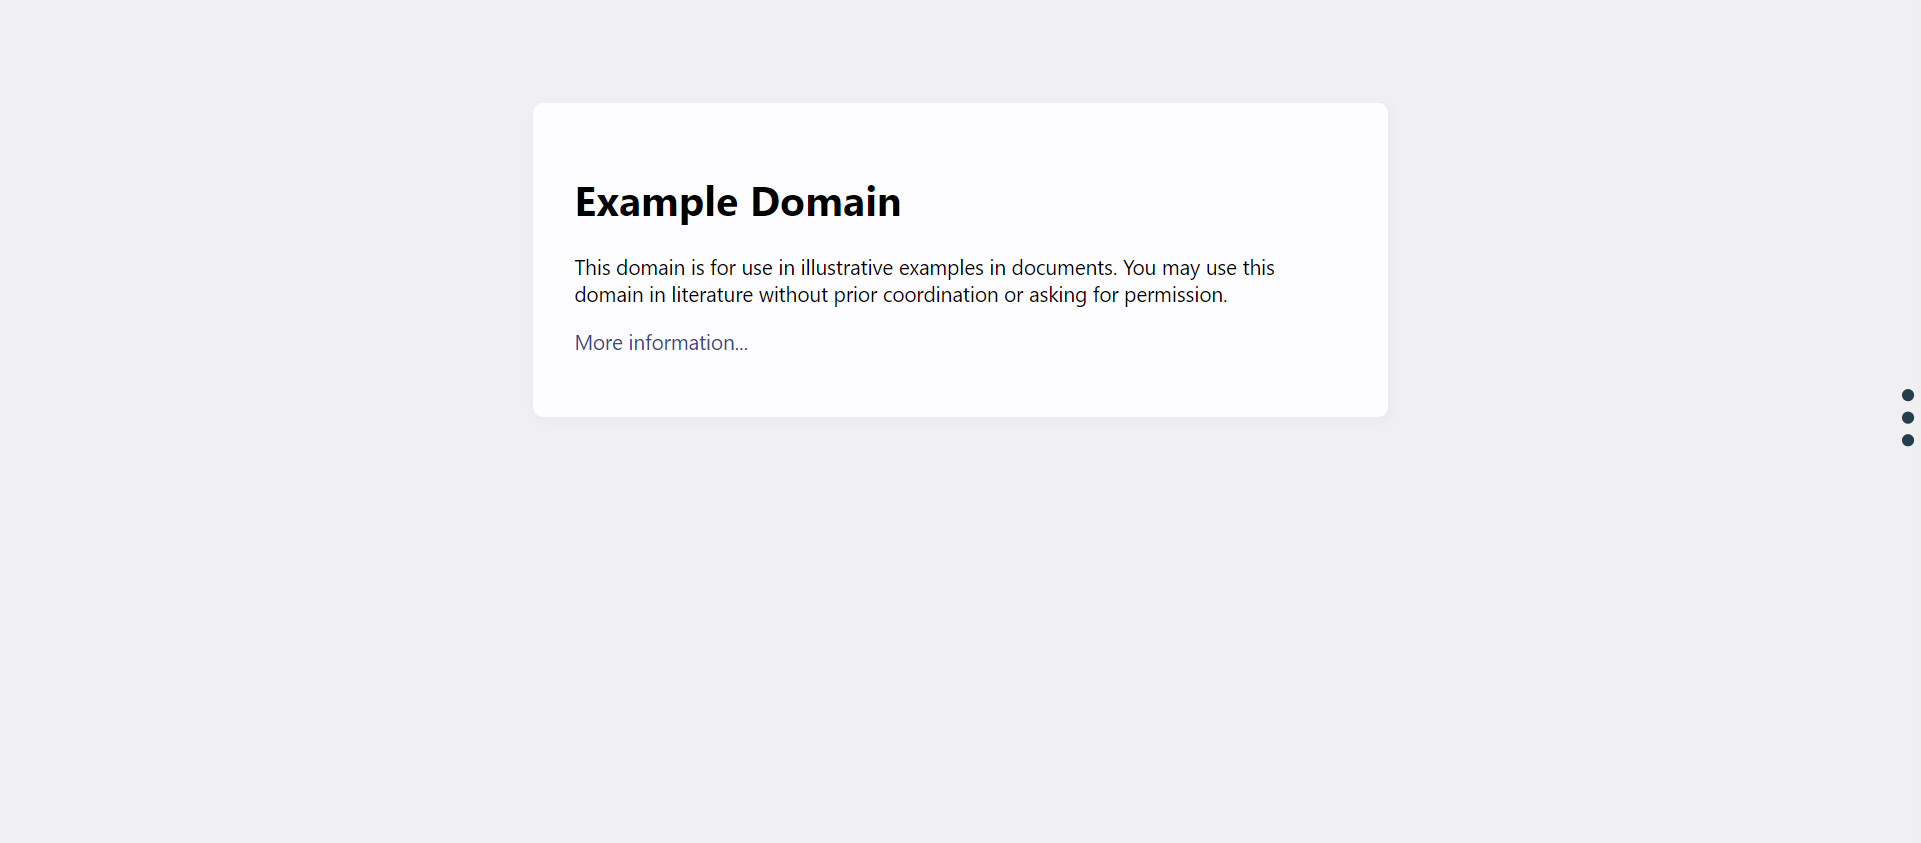 Example Domain
This domain is for use in illustrative examples in documents. You may use this
domain in literature without prior coordination or asking for permission.
More information...